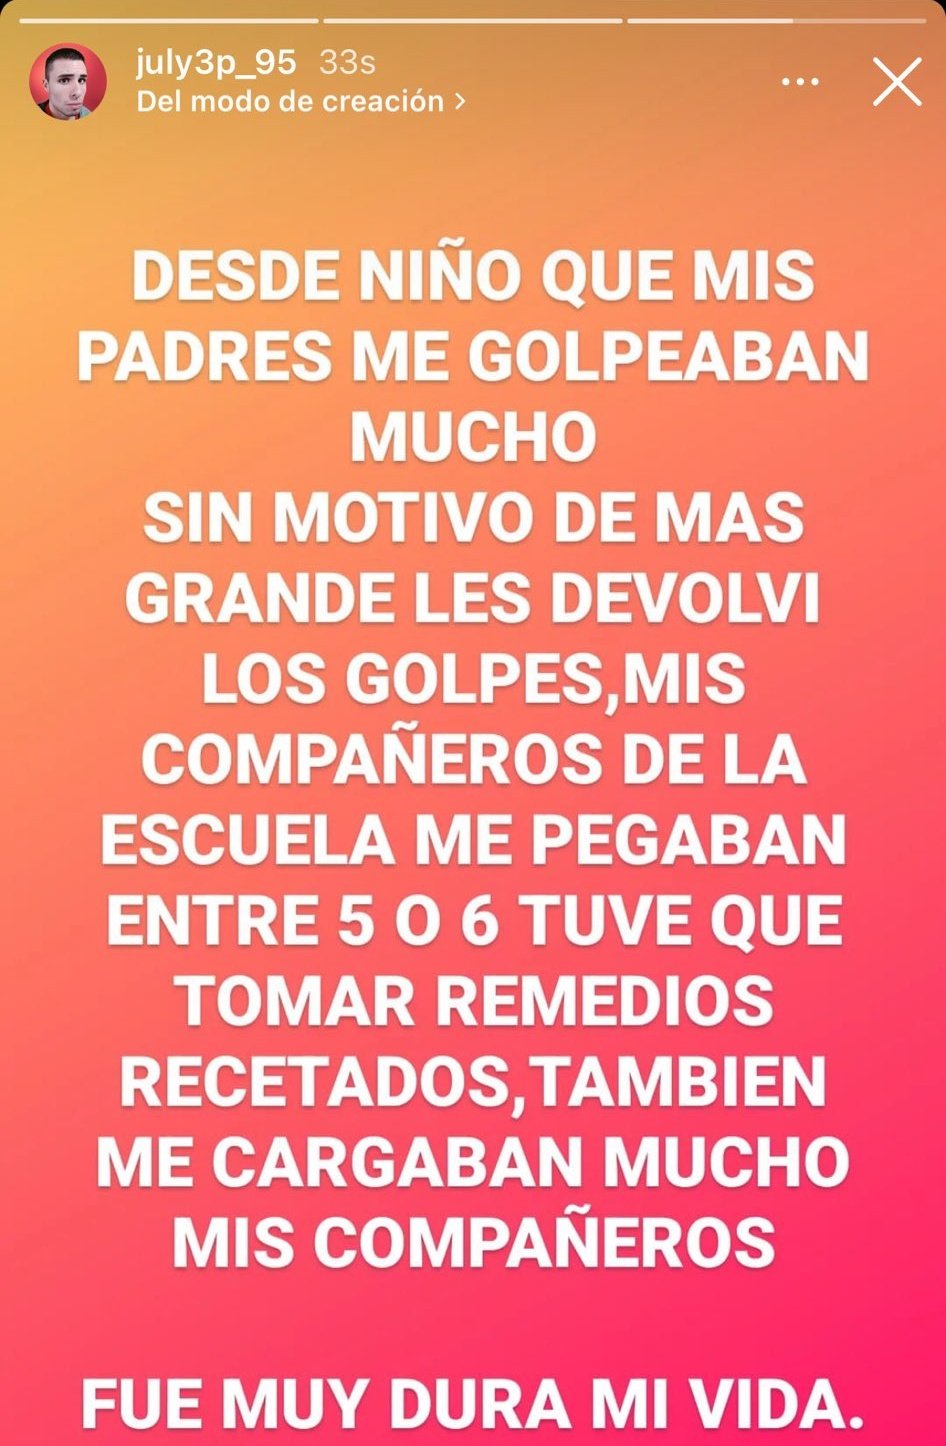 july3p_95 33s
Del modo de creación >
DESDE NIÑO QUE MIS
PADRES ME GOLPEABAN
MUCHO
SIN MOTIVO DE MAS
GRANDE LES DEVOLVI
LOS GOLPES,MIS
COMPAÑEROS DE LA
ESCUELA ME PEGABAN
ENTRE 5 O 6 TUVE QUE
TOMAR REMEDIOS
RECETADOS,TAMBIEN
ME CARGABAN MUCHO
MIS COMPAÑEROS
FUE MUY DURA MI VIDA.